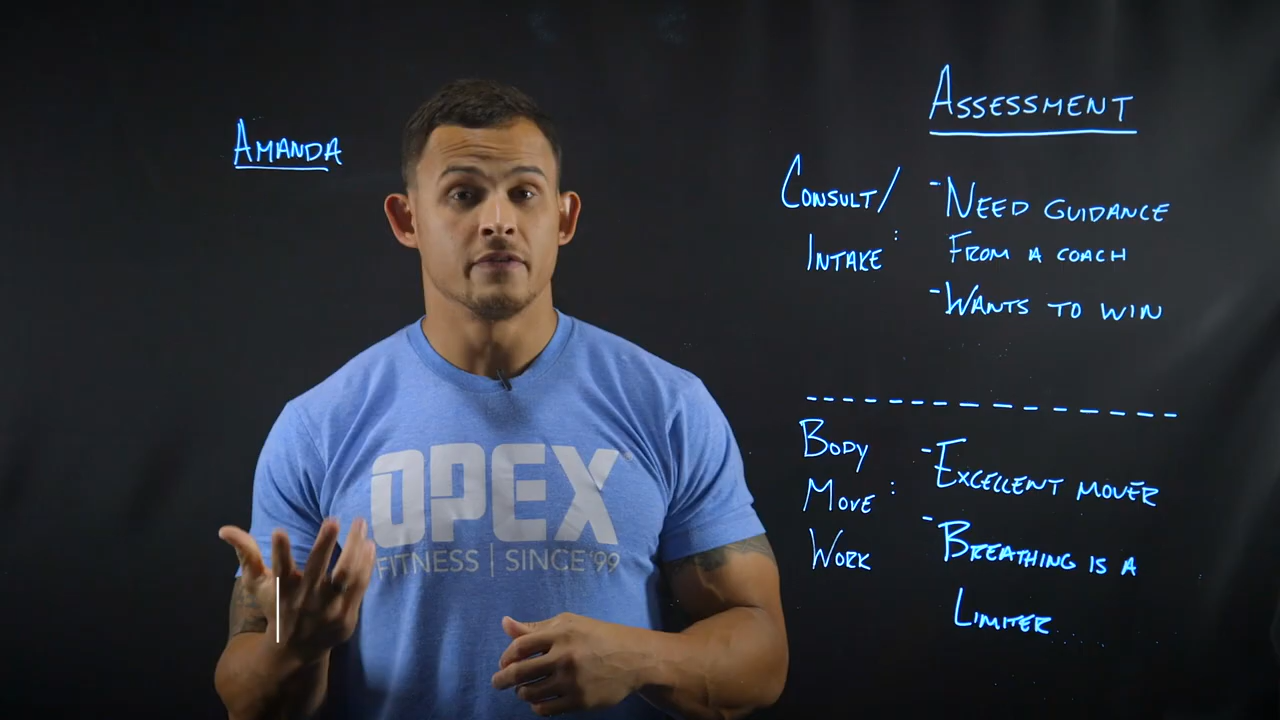 AMANDA
ASSESSMENT
CONSULT/
INTAKE :
- NEED GUIDANCE
FROM A COACH
- WANTS TO WIN
BODY
MOVE :
WORK
- EXCELLENT MOVER
- BREATHING IS A
LIMITER
OPEX
FITNESS | SINCE '99